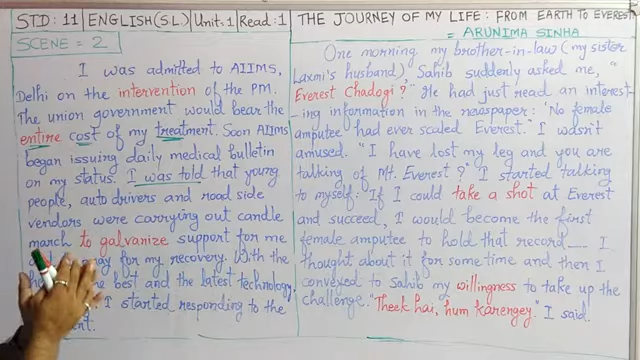 STD: 11 | ENGLISH (S.L.) | Unit: 1 | Read: 1 | THE JOURNEY OF MY LIFE: FROM EARTH TO EVEREST
= ARUNIMA SINHA
SCENE = 2
I was admitted to AIIMS,
Delhi on the intervention of the PM.
The union government would bear the
entire cost of my treatment. Soon AIIMS
began issuing daily medical bulletin
on my status. I was told that young
people, auto drivers and road side
vendors were carrying out candle
march to galvanize support for me
pray for my recovery. With the
the best and the latest technology
I started responding to the
One morning my brother-in-law (my sister
Laxmi's husband), Sahib suddenly asked me, "
Everest Chadogi?" He had just read an interest-
-ing information in the newspaper: 'No female
amputee had ever scaled Everest.' I wasn't
amused. "I have lost my leg and you are
talking of Mt. Everest?" I started talking
to myself. If I could take a shot at Everest
and succeed, I would become the first
female amputee to hold that record..... I
thought about it for some time and then I
conveyed to Sahib my willingness to take up the
challenge. "Theek hai, hum karengey." I said.